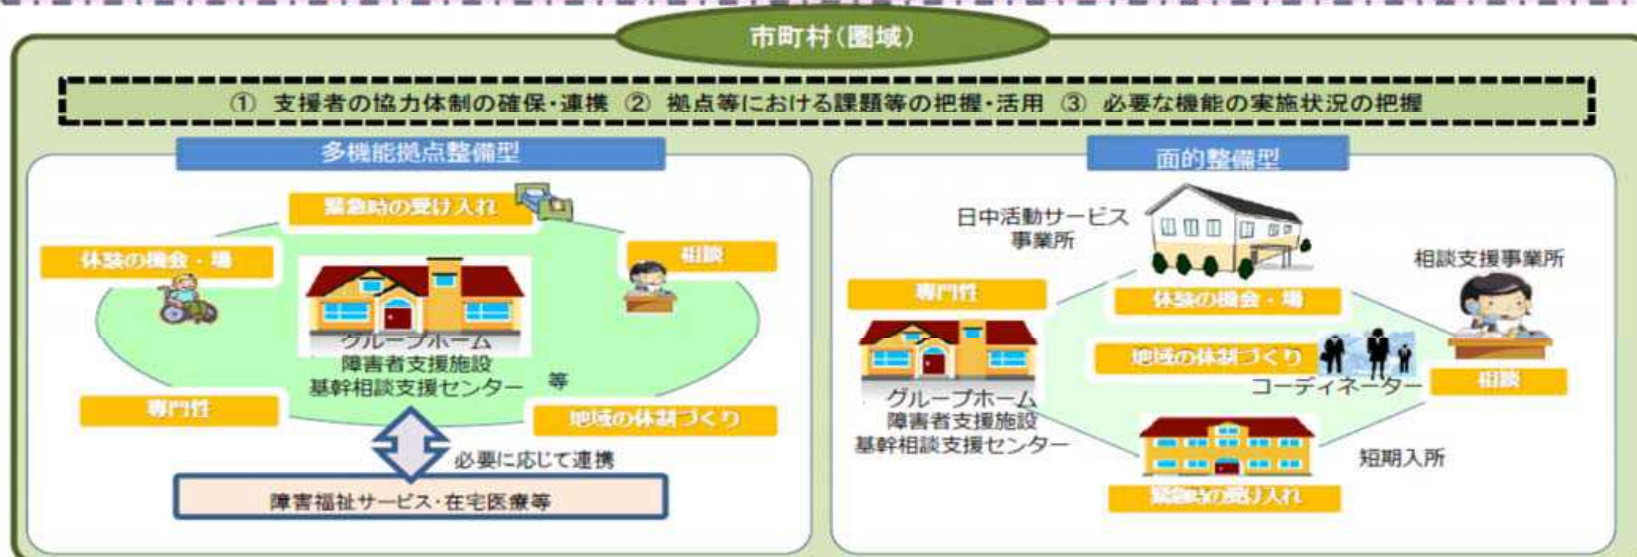 市町村(圏域)
① 支援者の協力体制の確保・連携 ② 拠点等における課題等の把握・活用 ③ 必要な機能の実施状況の把握
多機能拠点整備型
緊急時の受け入れ
体験の機会・場
相談
グループホーム
障害者支援施設
基幹相談支援センター 等
専門性
地域の体制づくり
必要に応じて連携
障害福祉サービス・在宅医療等
面的整備型
日中活動サービス
事業所
相談支援事業所
専門性
体験の機会・場
地域の体制づくり
コーディネーター
相談
グループホーム
障害者支援施設
基幹相談支援センター
短期入所
緊急時の受け入れ